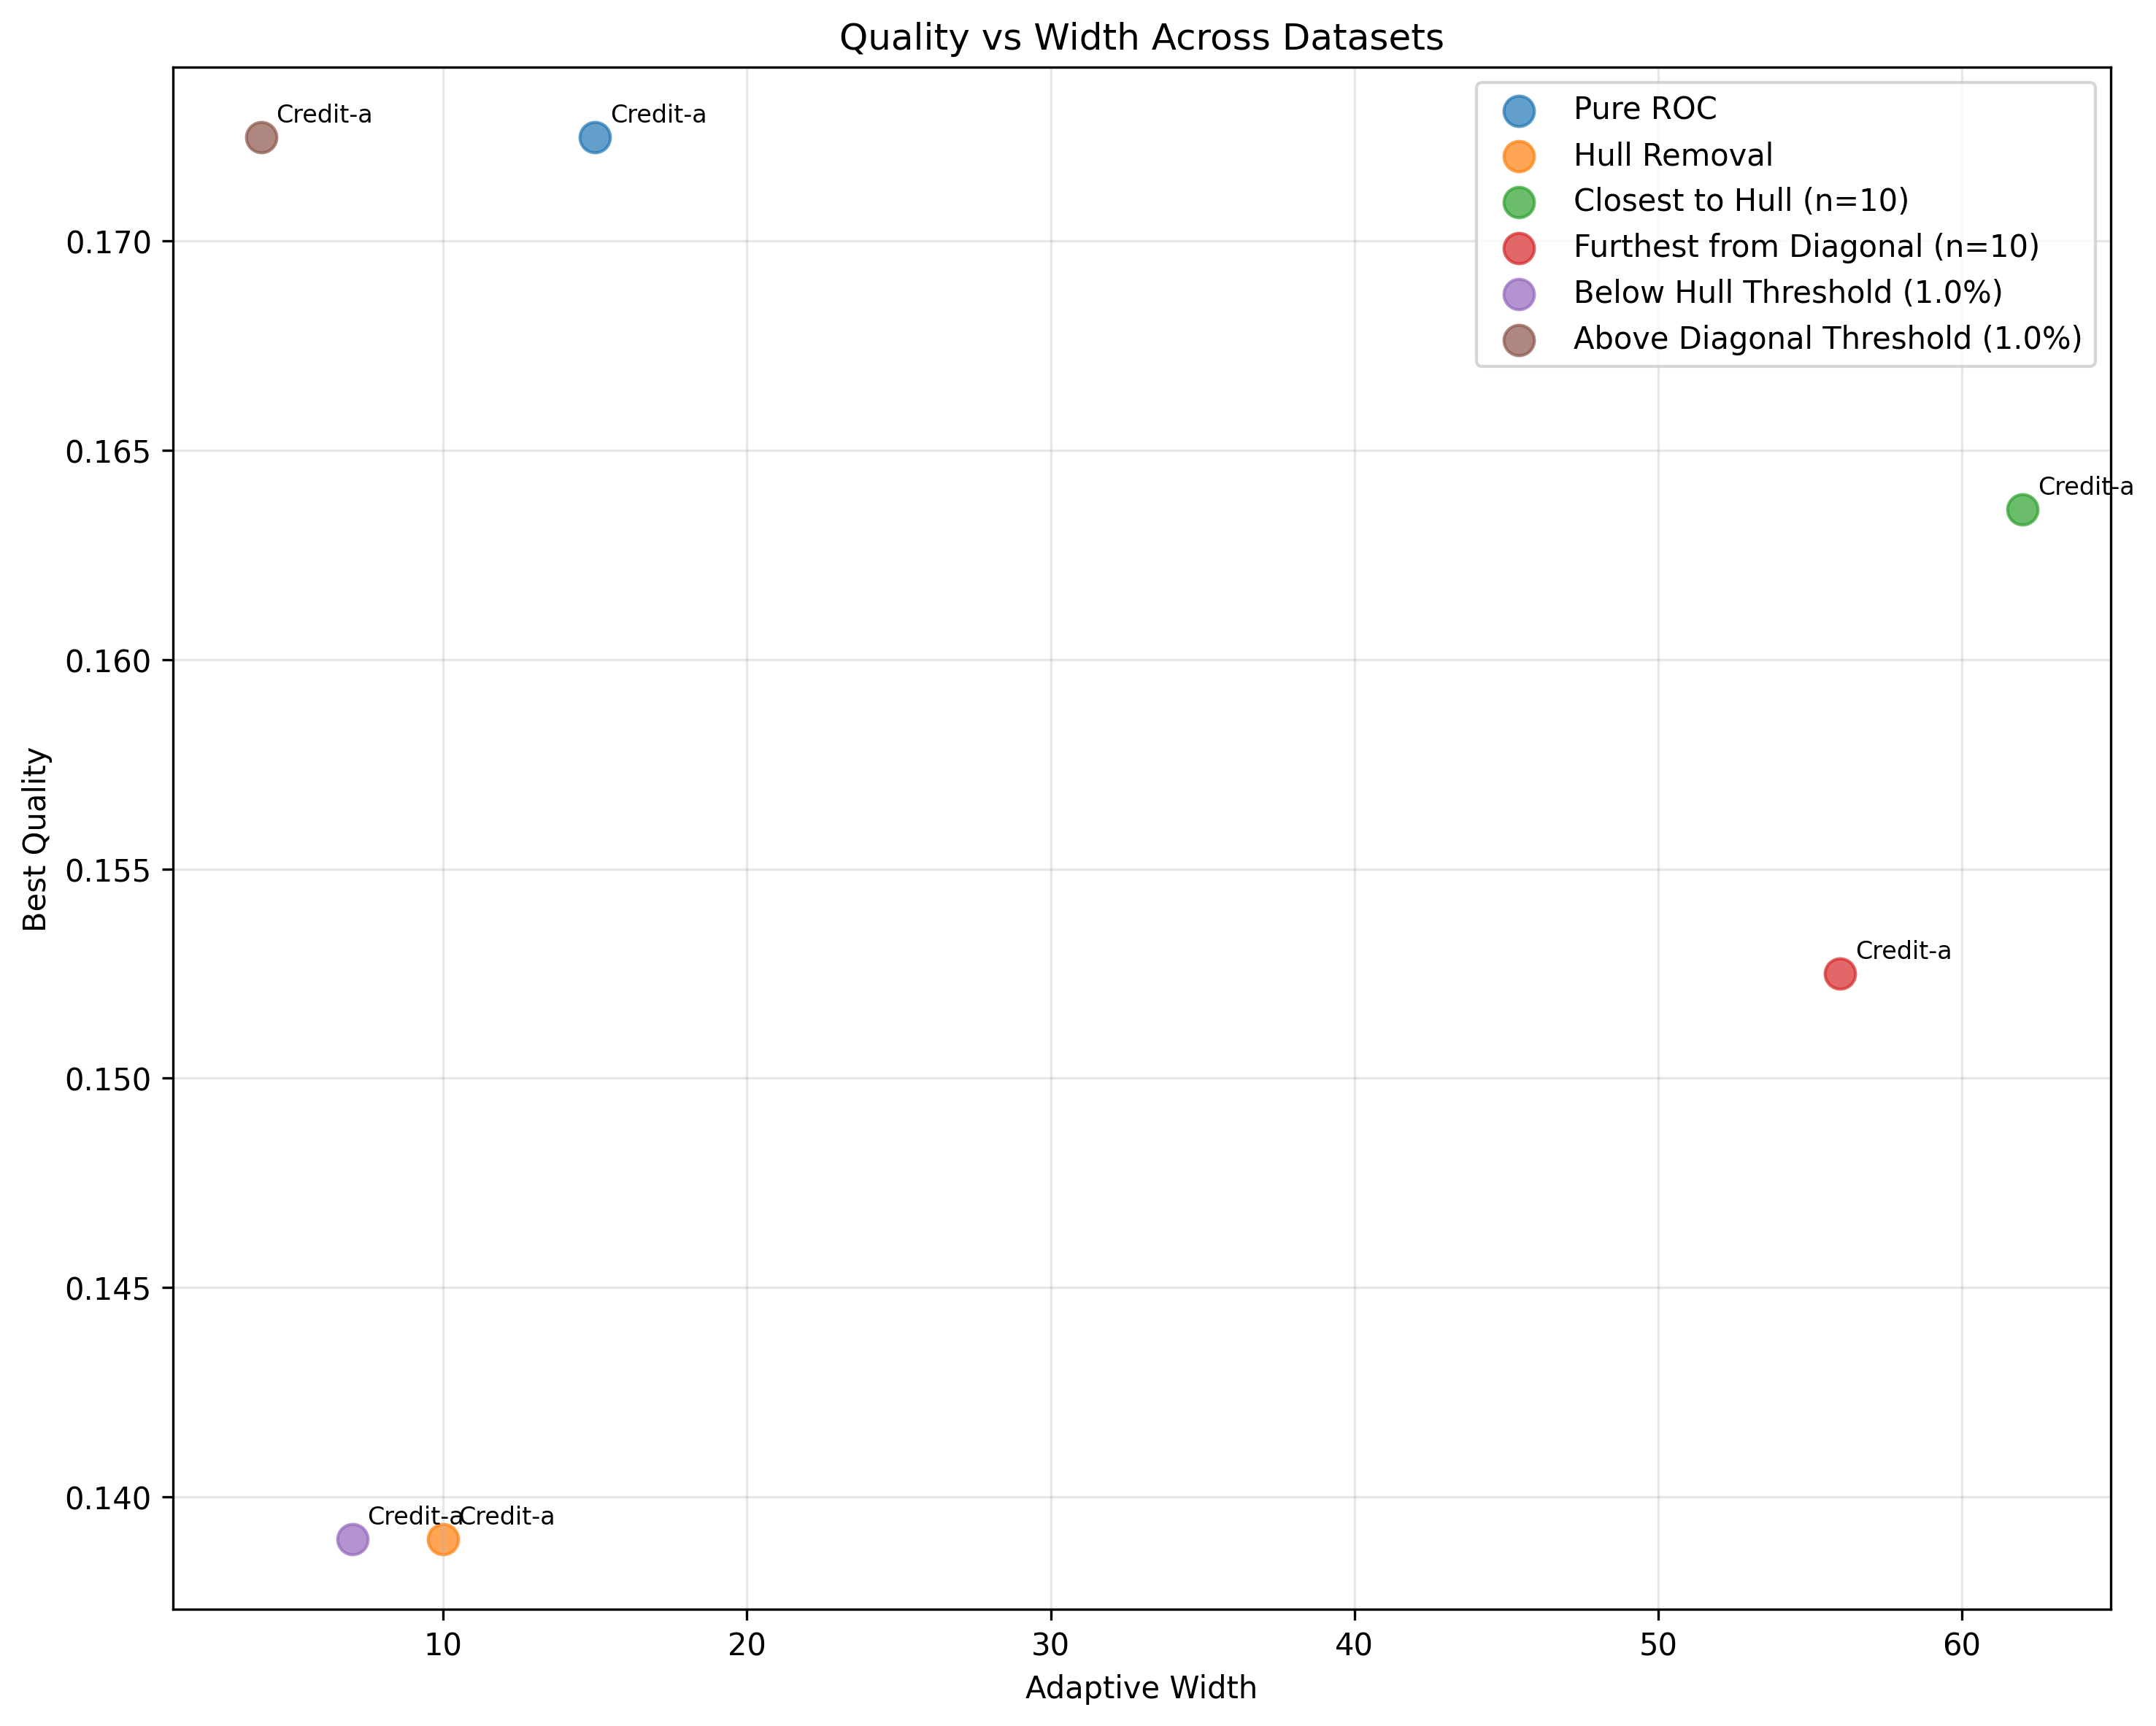 Quality vs Width Across Datasets
Credit-a
Credit-a
Pure ROC
Hull Removal
Closest to Hull (n=10)
Furthest from Diagonal (n=10)
Below Hull Threshold (1.0%)
Above Diagonal Threshold (1.0%)
0.170
0.165
Credit-a
0.160
0.155
Credit-a
0.150
0.145
0.140
Credit-a
Credit-a
Best Quality
10
20
30
40
50
60
Adaptive Width